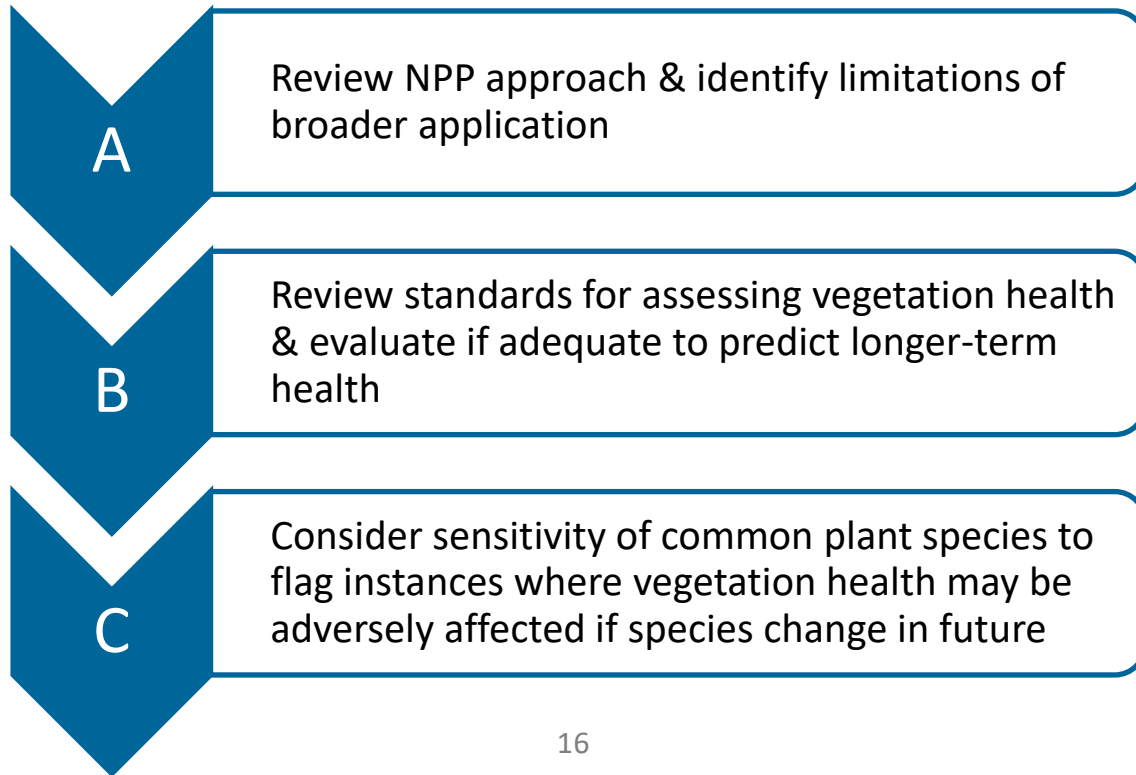 A
Review NPP approach & identify limitations of
broader application
B
Review standards for assessing vegetation health
& evaluate if adequate to predict longer-term
health
C
Consider sensitivity of common plant species to
flag instances where vegetation health may be
adversely affected if species change in future
16